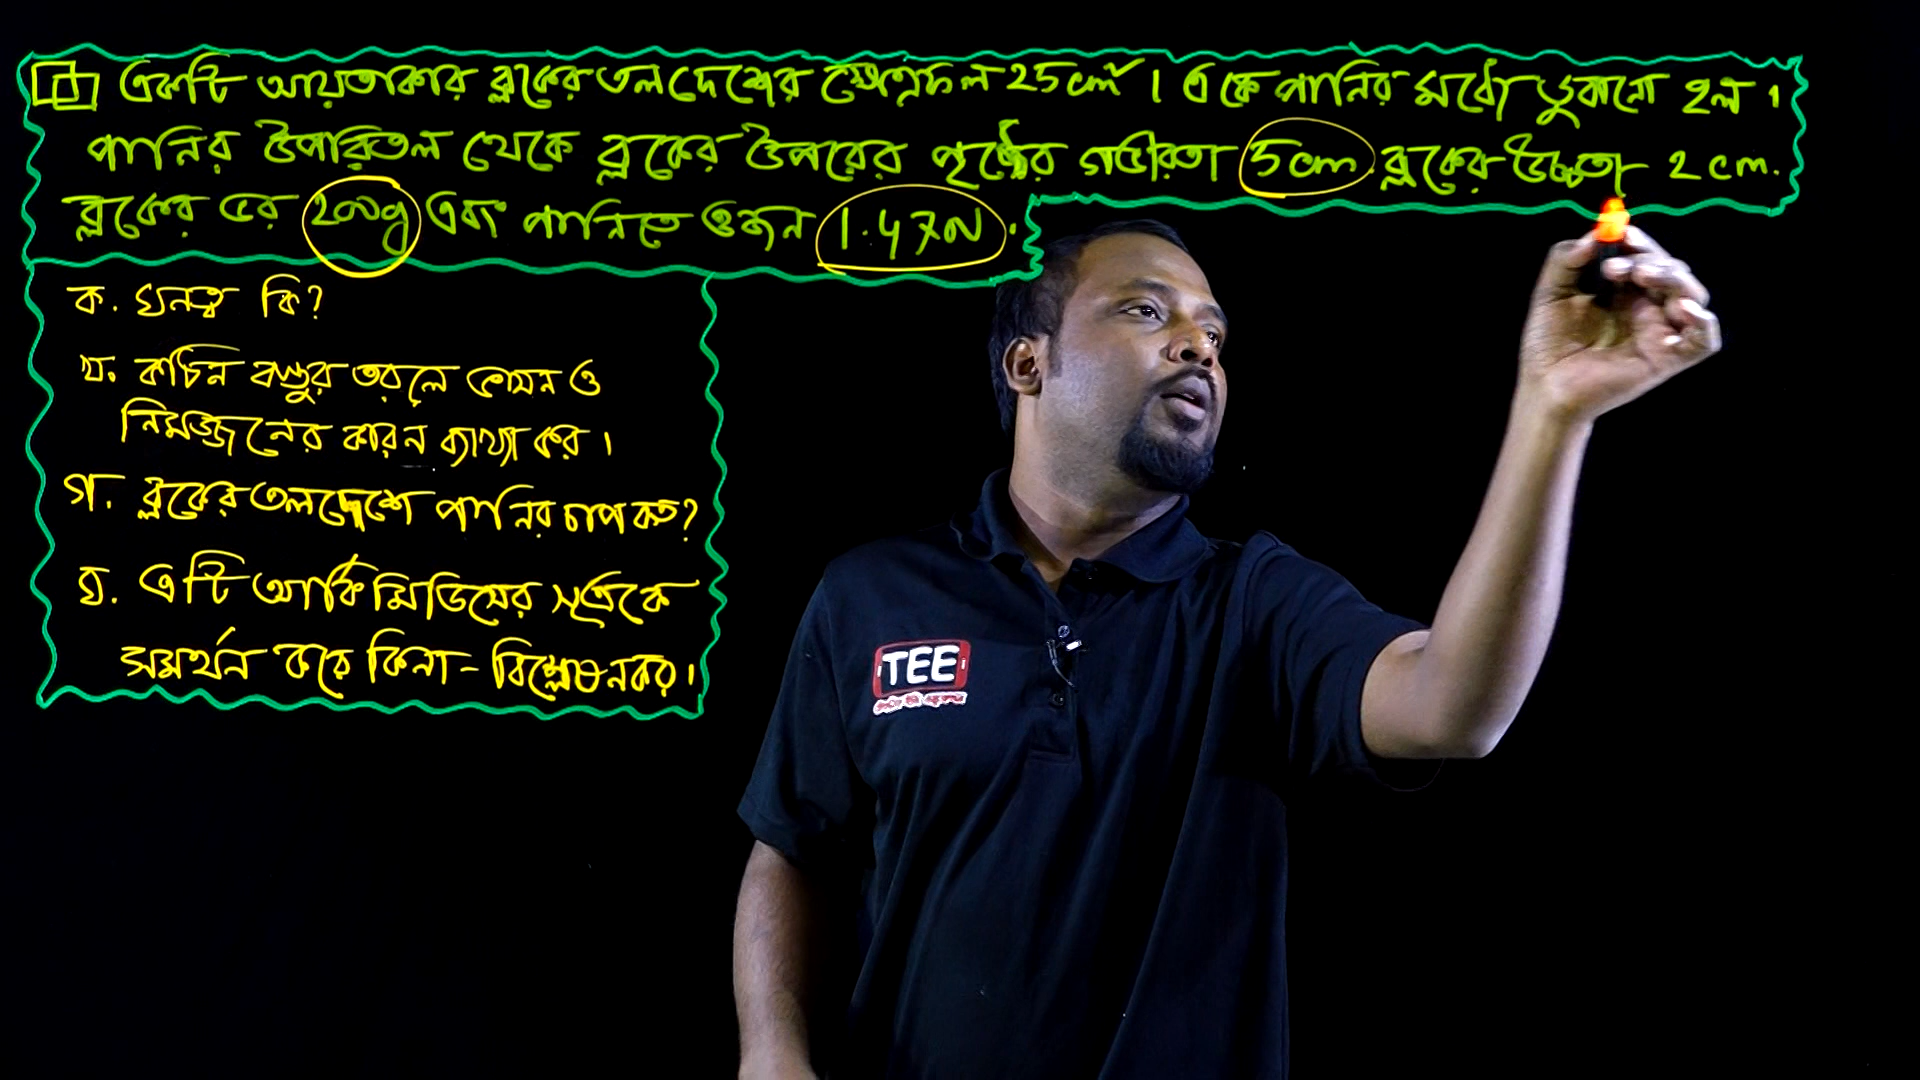 একটি আয়তাকার ব্লকের তলদেশের ক্ষেত্রফল 25cm²। একে পানির মধ্যে ডুবানো হল।
পানির উপরিতল থেকে ব্লকের উপরের পৃষ্ঠের গভীরতা 5cm. ব্লকের উচ্চতা 2cm.
ব্লকের ভর 200g এবং পানিতে ওজন 1.47N.
ক. ঘনত্ব কি?
খ. কঠিন বস্তুর তরলে ভাসন ও
নিমজ্জনের কারন ব্যাখ্যা কর।
গ. ব্লকের তলদেশে পানির চাপ কত?
ঘ. এটি আর্কিমিডিসের সূত্রকে
সমর্থন করে কিনা - বিশ্লেষন কর।
TEE